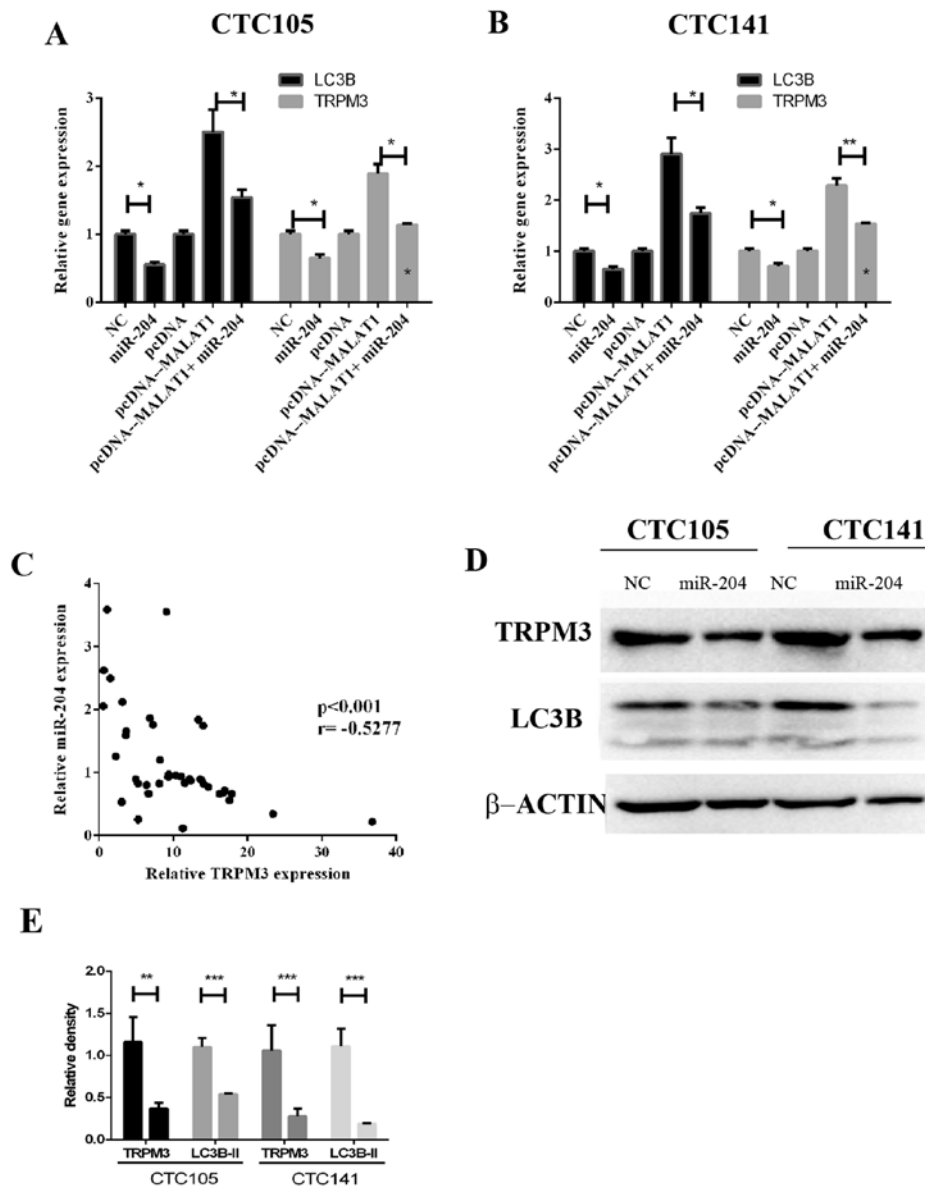 A
CTC105
LC3B
TRPM3
Relative gene expression
3
2
1
0
*
*
*
*
*
NC
miR-204
pcDNA
pcDNA--MALAT1
pcDNA--MALAT1+ miR-204
NC
miR-204
pcDNA
pcDNA--MALAT1
pcDNA--MALAT1+ miR-204
B
CTC141
LC3B
TRPM3
Relative gene expression
4
3
2
1
0
*
*
*
**
*
NC
miR-204
pcDNA
pcDNA--MALAT1
pcDNA--MALAT1+ miR-204
NC
miR-204
pcDNA
pcDNA--MALAT1
pcDNA--MALAT1+ miR-204
C
Relative miR-204 expression
4
3
2
1
0
p<0.001
r= -0.5277
0 10 20 30 40
Relative TRPM3 expression
D
CTC105 CTC141
NC miR-204 NC miR-204
TRPM3
LC3B
β-ACTIN
E
Relative density
2.0
1.5
1.0
0.5
0.0
** *** *** ***
TRPM3 LC3B-II TRPM3 LC3B-II
CTC105 CTC141